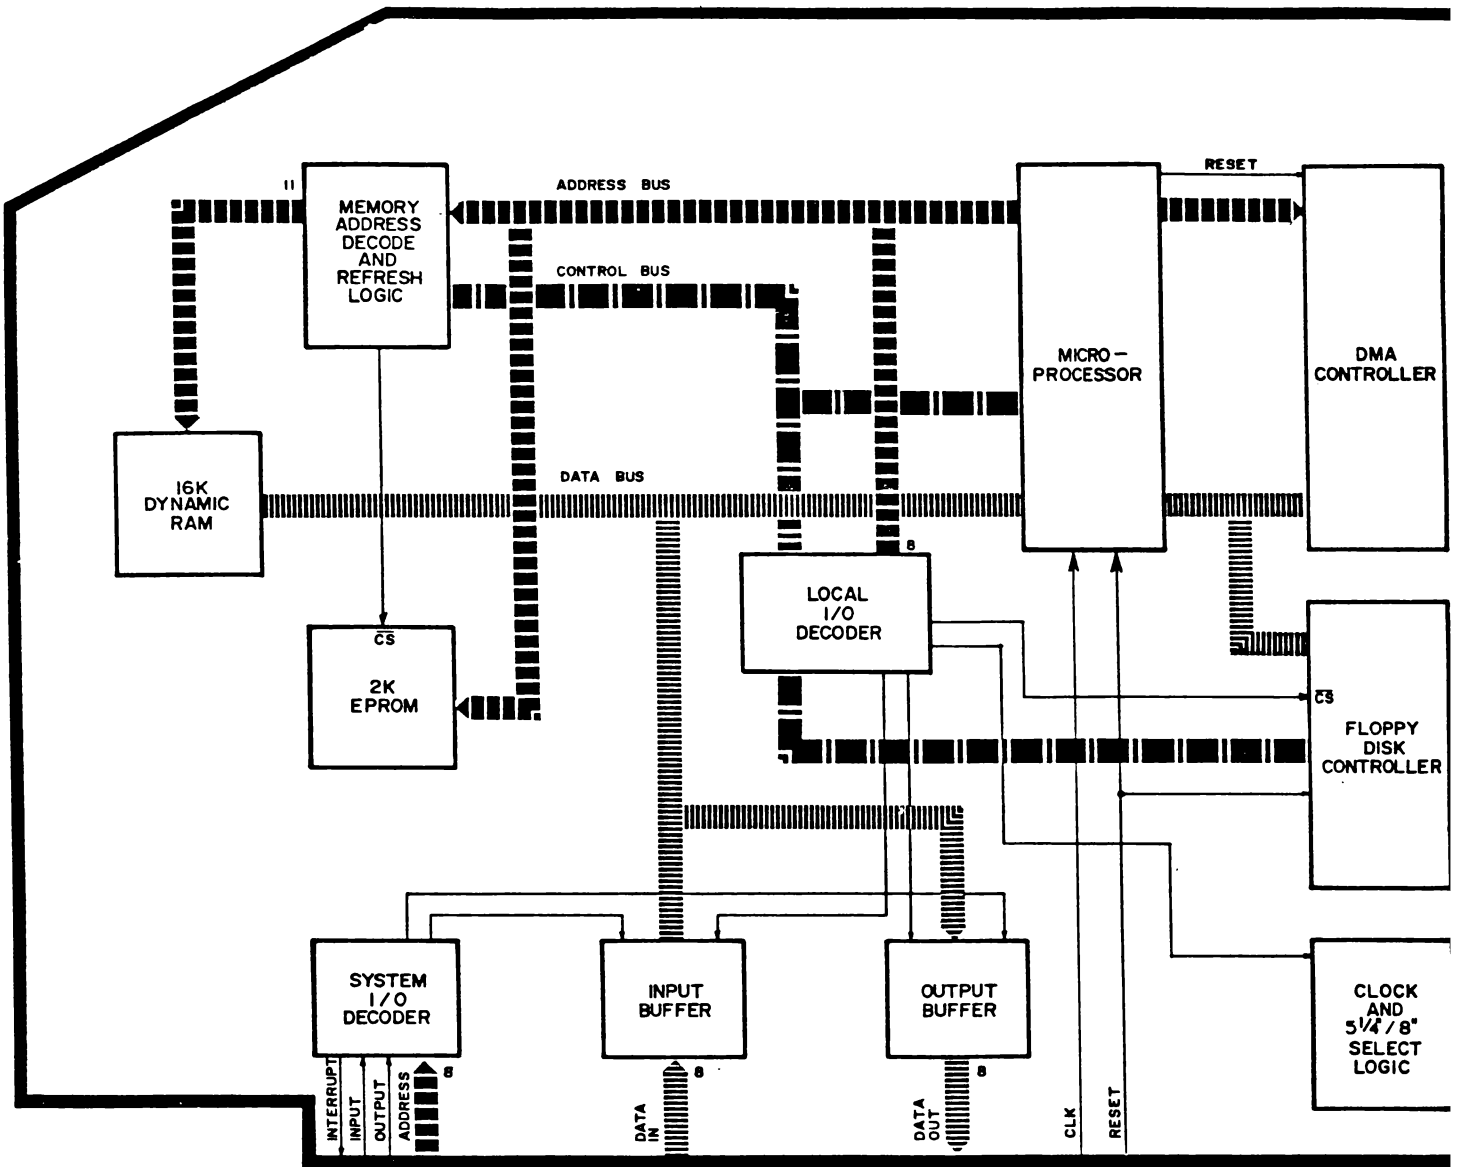 RESET
11
ADDRESS BUS
MEMORY
ADDRESS
DECODE
AND
REFRESH
LOGIC
CONTROL BUS
MICRO-
PROCESSOR
DMA
CONTROLLER
DATA BUS
16K
DYNAMIC
RAM
8
LOCAL
I/O
DECODER
CS
2K
EPROM
CS
FLOPPY
DISK
CONTROLLER
SYSTEM
I/O
DECODER
INPUT
BUFFER
OUTPUT
BUFFER
CLOCK
AND
5¼"/8"
SELECT
LOGIC
INTERRUPT
INPUT
OUTPUT
ADDRESS
8
DATA
IN
8
DATA
OUT
8
CLK
RESET